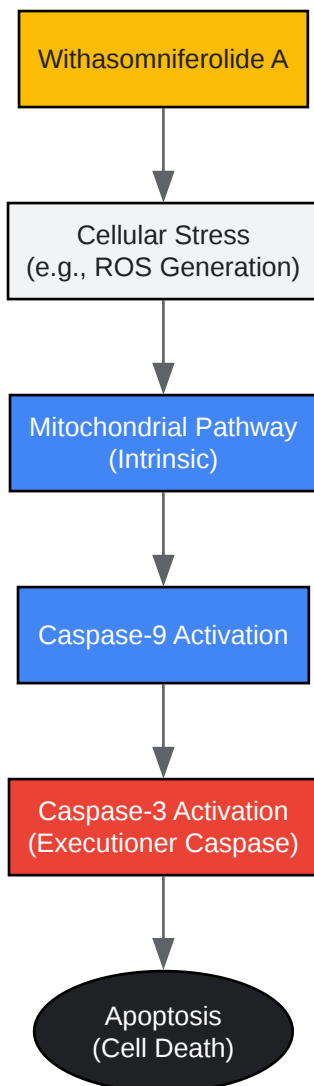 Withasomniferolide A
Cellular Stress
(e.g., ROS Generation)
Mitochondrial Pathway
(Intrinsic)
Caspase-9 Activation
Caspase-3 Activation
(Executioner Caspase)
Apoptosis
(Cell Death)